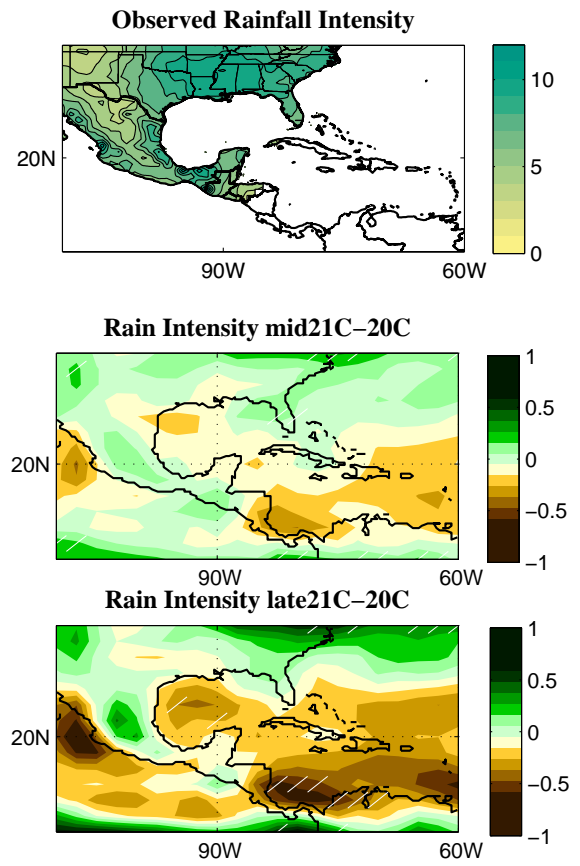 Observed Rainfall Intensity
10
20N
5
0
90W
60W
Rain Intensity mid21C−20C
1
0.5
20N
0
−0.5
−1
90W
60W
Rain Intensity late21C−20C
1
0.5
20N
0
−0.5
−1
90W
60W